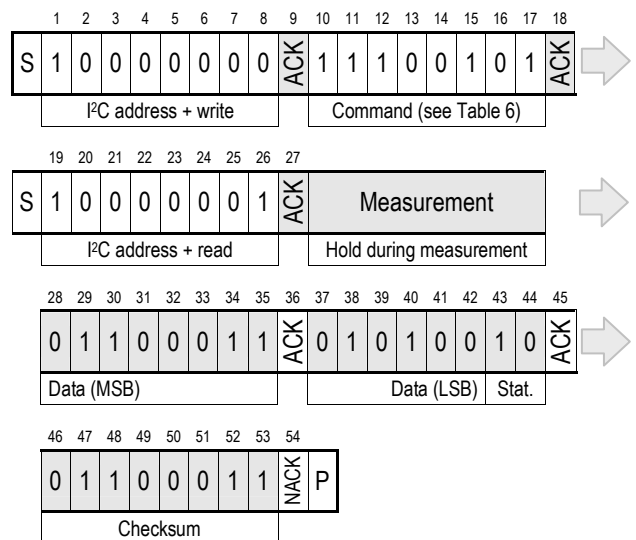 1 2 3 4 5 6 7 8 9 10 11 12 13 14 15 16 17 18
S 1 0 0 0 0 0 0 0 ACK 1 1 1 0 0 1 0 1 ACK
I²C address + write Command (see Table 6)
19 20 21 22 23 24 25 26 27
S 1 0 0 0 0 0 0 1 ACK Measurement
I²C address + read Hold during measurement
28 29 30 31 32 33 34 35 36 37 38 39 40 41 42 43 44 45
0 1 1 0 0 0 1 1 ACK 0 1 0 1 0 0 1 0 ACK
Data (MSB) Data (LSB) Stat.
46 47 48 49 50 51 52 53 54
0 1 1 0 0 0 1 1 NACK P
Checksum